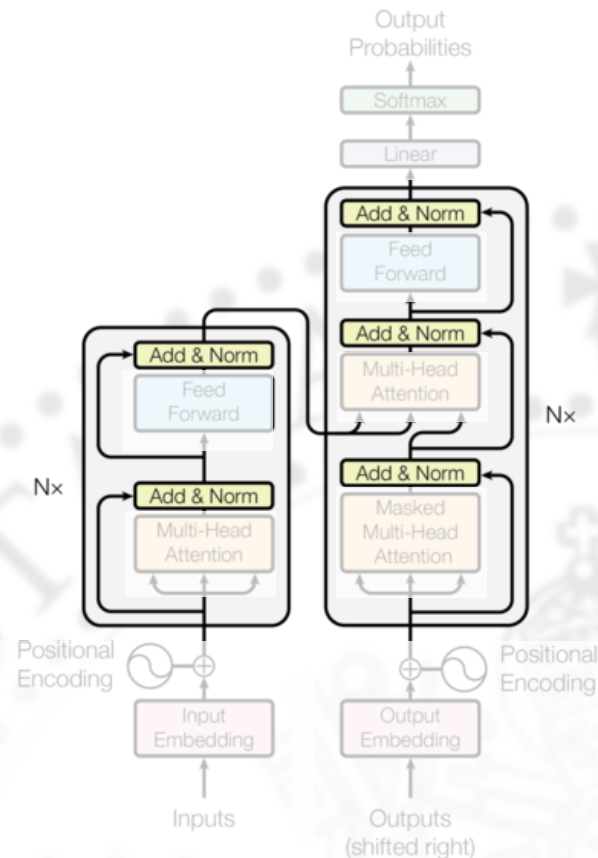 Output
Probabilities
Softmax
Linear
Add & Norm
Feed
Forward
Add & Norm
Multi-Head
Attention
Add & Norm
Masked
Multi-Head
Attention
Nx
Positional
Encoding
Output
Embedding
Outputs
(shifted right)
Add & Norm
Feed
Forward
Add & Norm
Multi-Head
Attention
Nx
Positional
Encoding
Input
Embedding
Inputs